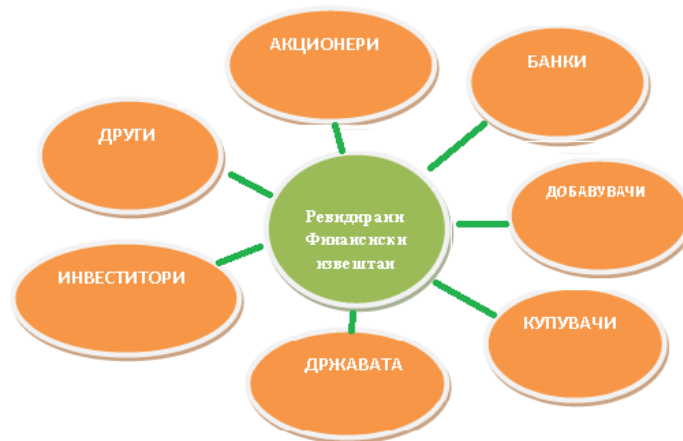 АКЦИОНЕРИ
БАНКИ
ДРУГИ
ДОБАВУВАЧИ
Ревидирани
Финансиски
извештаи
ИНВЕСТИТОРИ
КУПУВАЧИ
ДРЖАВАТА